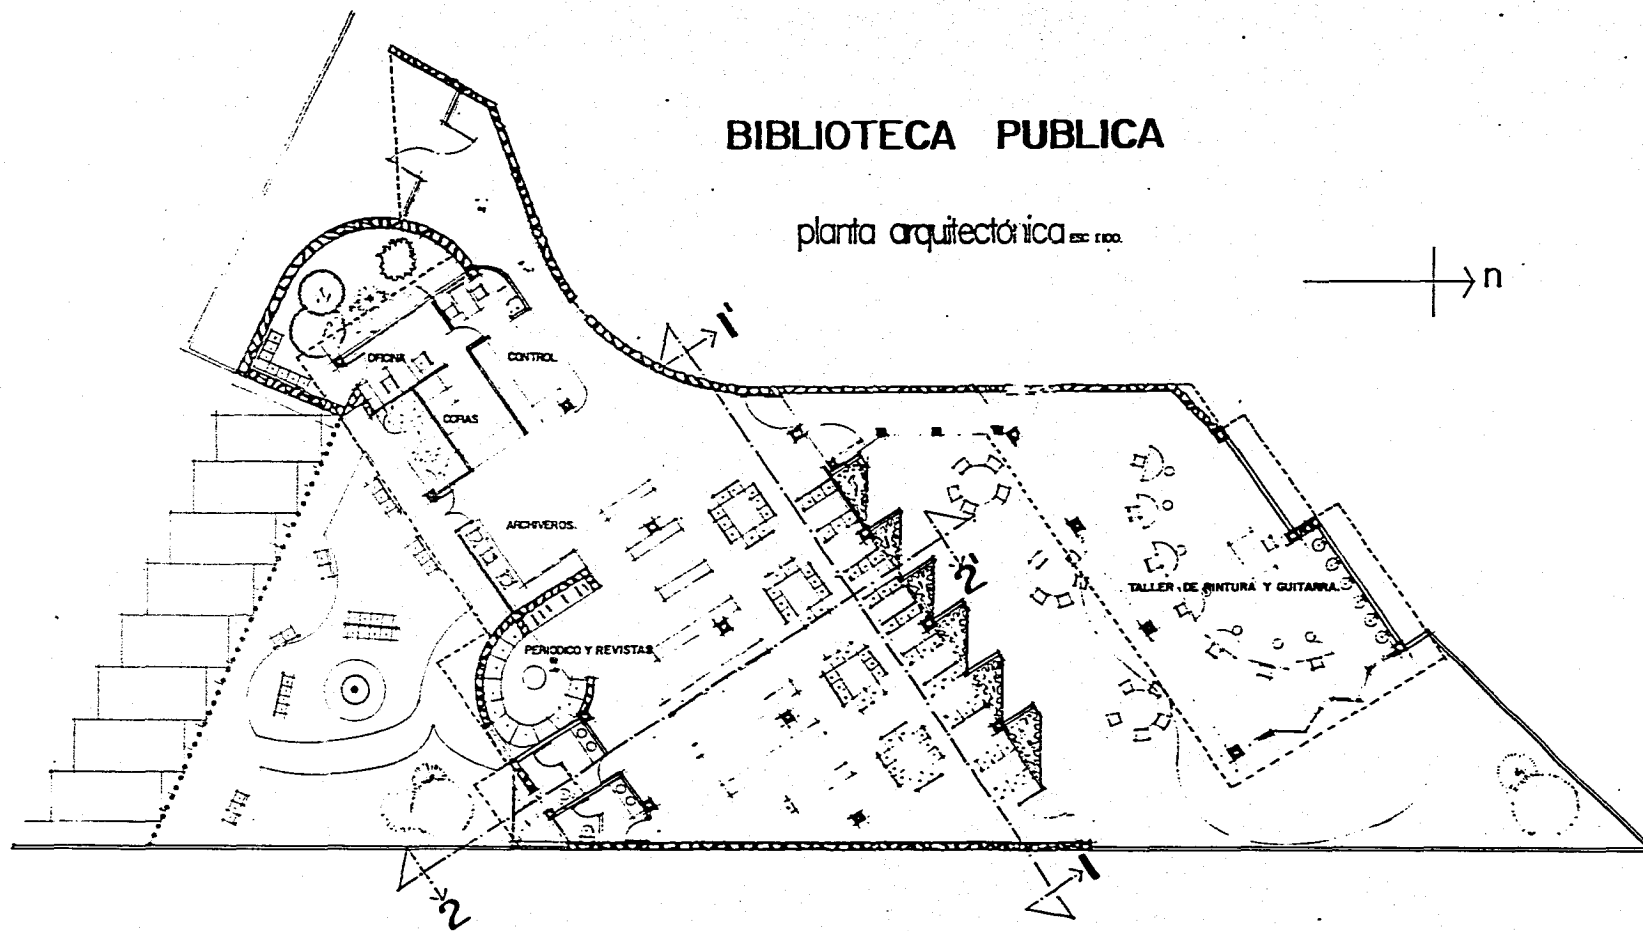 BIBLIOTECA PUBLICA
planta arquitectónica ESC 1:100.
n
1'
OFICINA
CONTROL
COPIAS
ARCHIVEROS.
2'
TALLER DE PINTURA Y GUITARRA.
PERIODICO Y REVISTAS
1
2